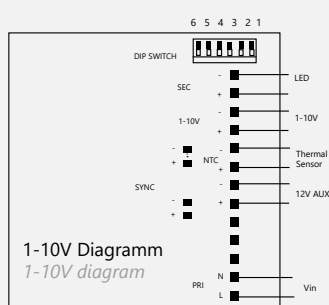 6 5 4 3 2 1
DIP SWITCH
-
LED
SEC
+
-
1-10V
1-10V
+
-
-
Thermal
Sensor
+
NTC
+
SYNC
-
12V AUX
-
+
+
1-10V Diagramm
1-10V diagram
N
PRI
Vin
L